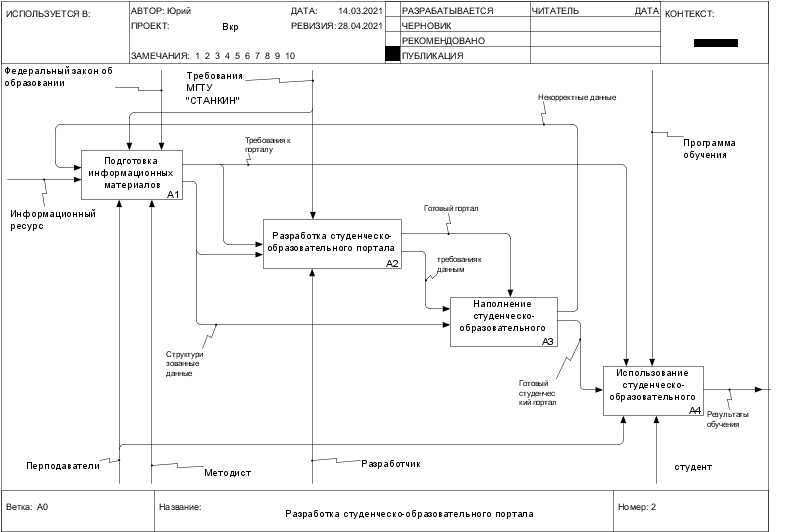 ИСПОЛЬЗУЕТСЯ В:
АВТОР: Юрий
ДАТА: 14.03.2021
ПРОЕКТ: Вкр
РЕВИЗИЯ: 28.04.2021
ЗАМЕЧАНИЯ: 1 2 3 4 5 6 7 8 9 10
РАЗРАБАТЫВАЕТСЯ
ЧЕРНОВИК
РЕКОМЕНДОВАНО
ПУБЛИКАЦИЯ
ЧИТАТЕЛЬ ДАТА
КОНТЕКСТ:
Федеральный закон об
образовании
Требования
МГТУ
"СТАНКИН"
Некорректные данные
Программа
обучения
Требования к
порталу
Подготовка
информационных
материалов
A1
Информационный
ресурс
Готовый портал
Разработка студенческо-
образовательного портала
A2
требования к
данным
Наполнение
студенческо-
образовательного
A3
Структури
зованные
данные
Готовый
студенчес
кий портал
Использование
студенческо-
образовательного
A4
Результаты
обучения
Перподаватели
Методист
Разработчик
студент
Ветка: A0
Название:
Разработка студенческо-образовательного портала
Номер: 2